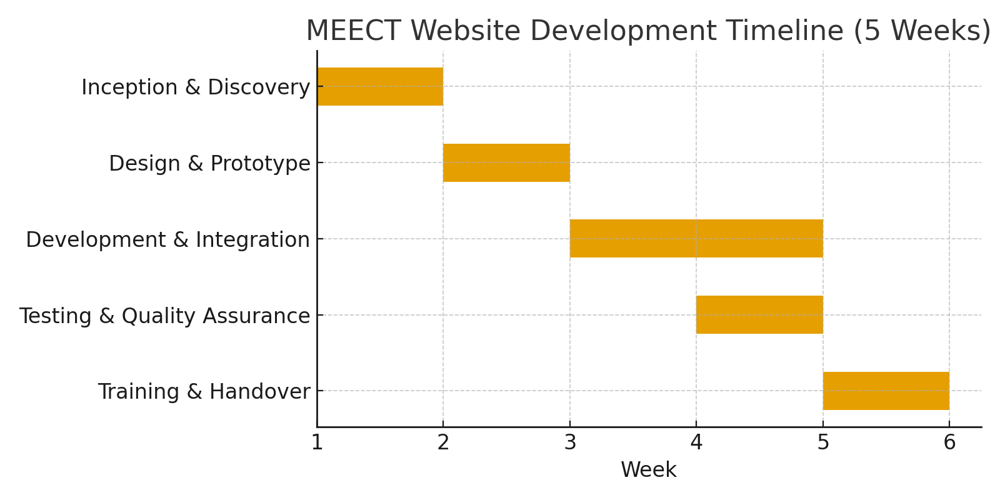 MEECT Website Development Timeline (5 Weeks)
Inception & Discovery
Design & Prototype
Development & Integration
Testing & Quality Assurance
Training & Handover
1 2 3 4 5 6
Week